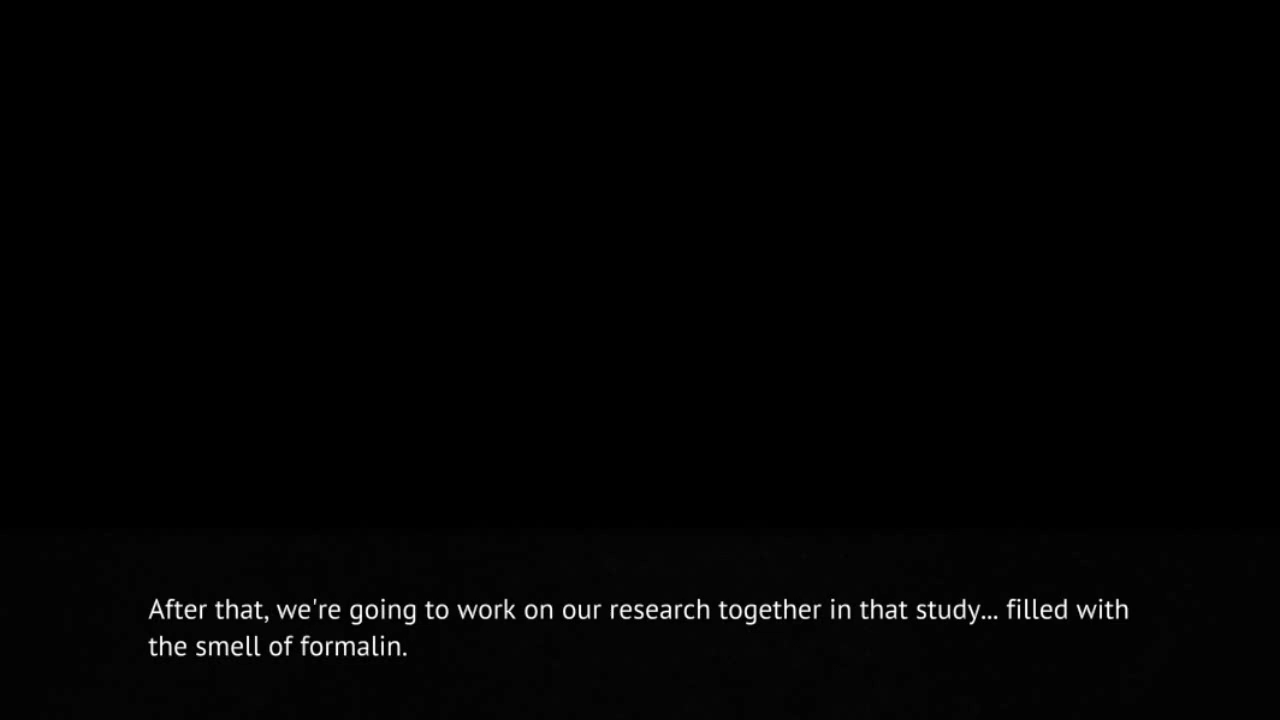 After that, we're going to work on our research together in that study... filled with
the smell of formalin.